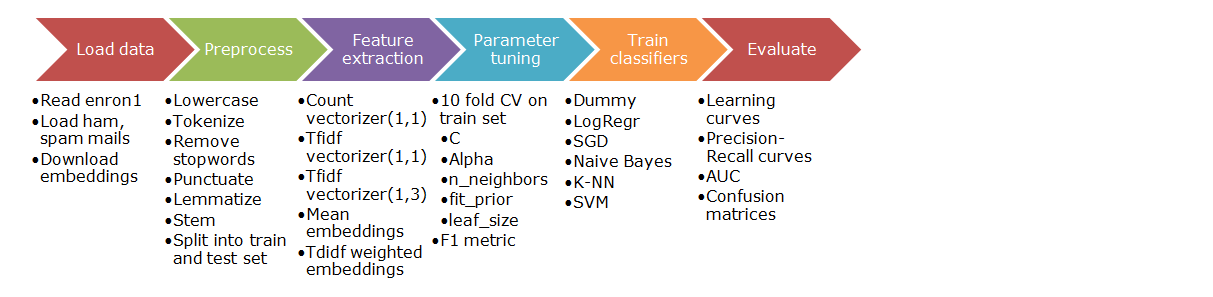 Load data
•Read enron1
•Load ham,
spam mails
•Download
embeddings
Preprocess
•Lowercase
•Tokenize
•Remove
stopwords
•Punctuate
•Lemmatize
•Stem
•Split into train
and test set
Feature
extraction
•Count
vectorizer(1,1)
•Tfidf
vectorizer(1,1)
•Tfidf
vectorizer(1,3)
•Mean
embeddings
•Tdidf weighted
embeddings
Parameter
tuning
•10 fold CV on
train set
•C
•Alpha
•n_neighbors
•fit_prior
•leaf_size
•F1 metric
Train
classifiers
•Dummy
•LogRegr
•SGD
•Naive Bayes
•K-NN
•SVM
Evaluate
•Learning
curves
•Precision-
Recall curves
•AUC
•Confusion
matrices